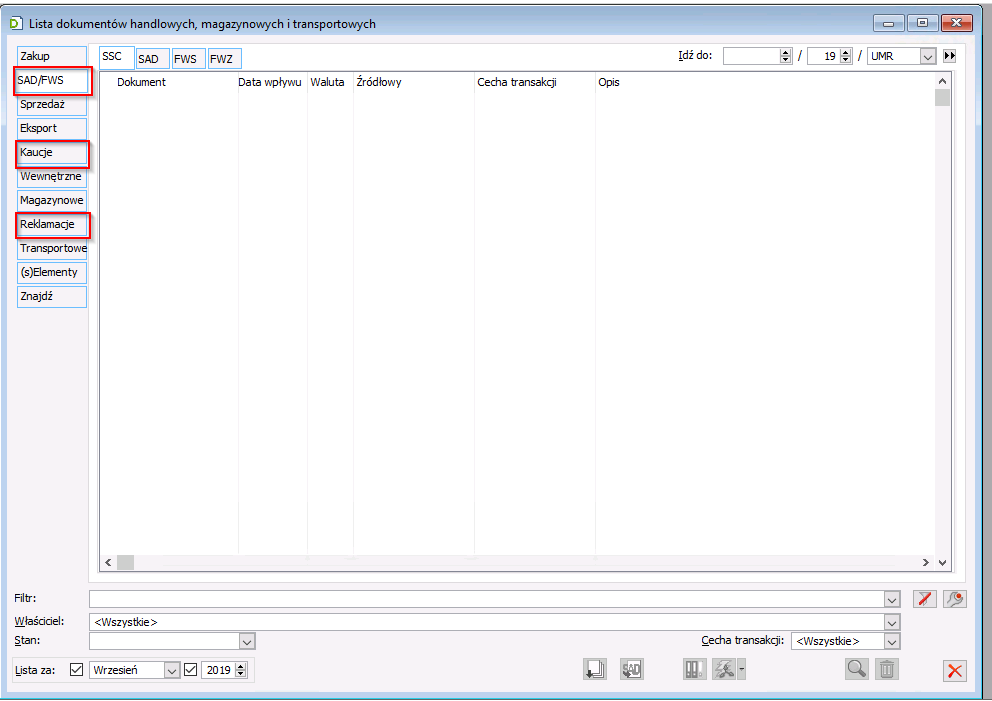 Lista dokumentów handlowych, magazynowych i transportowych
Zakup
SAD/FWS
Sprzedaż
Eksport
Kaucje
Wewnętrzne
Magazynowe
Reklamacje
Transportowe
(s)Elementy
Znajdź
SSC SAD FWS FWZ
Idź do: / 19 / UMR
Dokument Data wpływu Waluta Źródłowy Cecha transakcji Opis
Filtr:
Właściciel: <Wszystkie>
Stan: Cecha transakcji: <Wszystkie>
Lista za: Wrzesień 2019 SAD